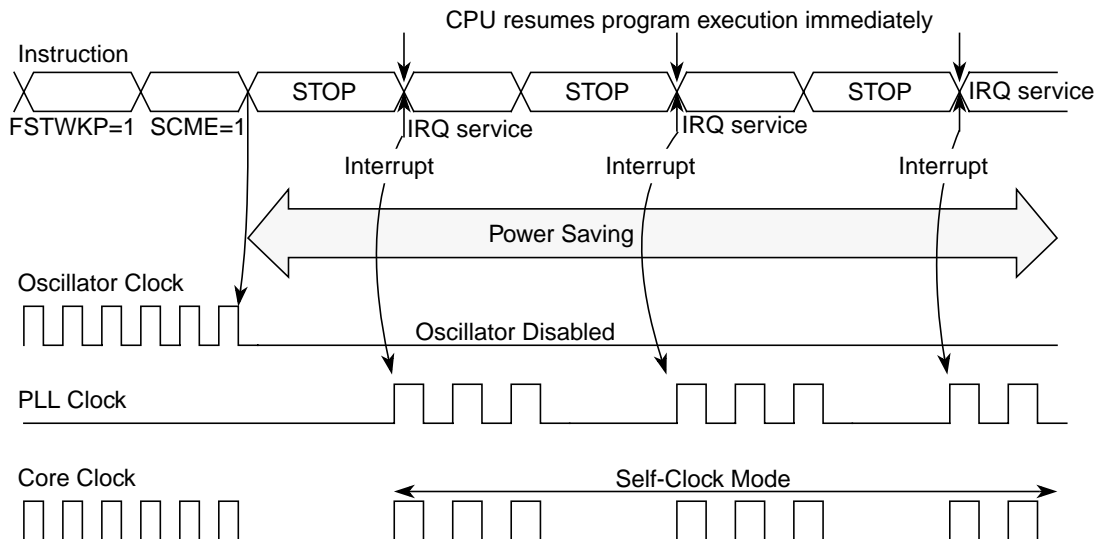 CPU resumes program execution immediately
Instruction
STOP STOP STOP IRQ service
FSTWKP=1 SCME=1 IRQ service IRQ service
Interrupt Interrupt Interrupt
Power Saving
Oscillator Clock
Oscillator Disabled
PLL Clock
Core Clock
Self-Clock Mode